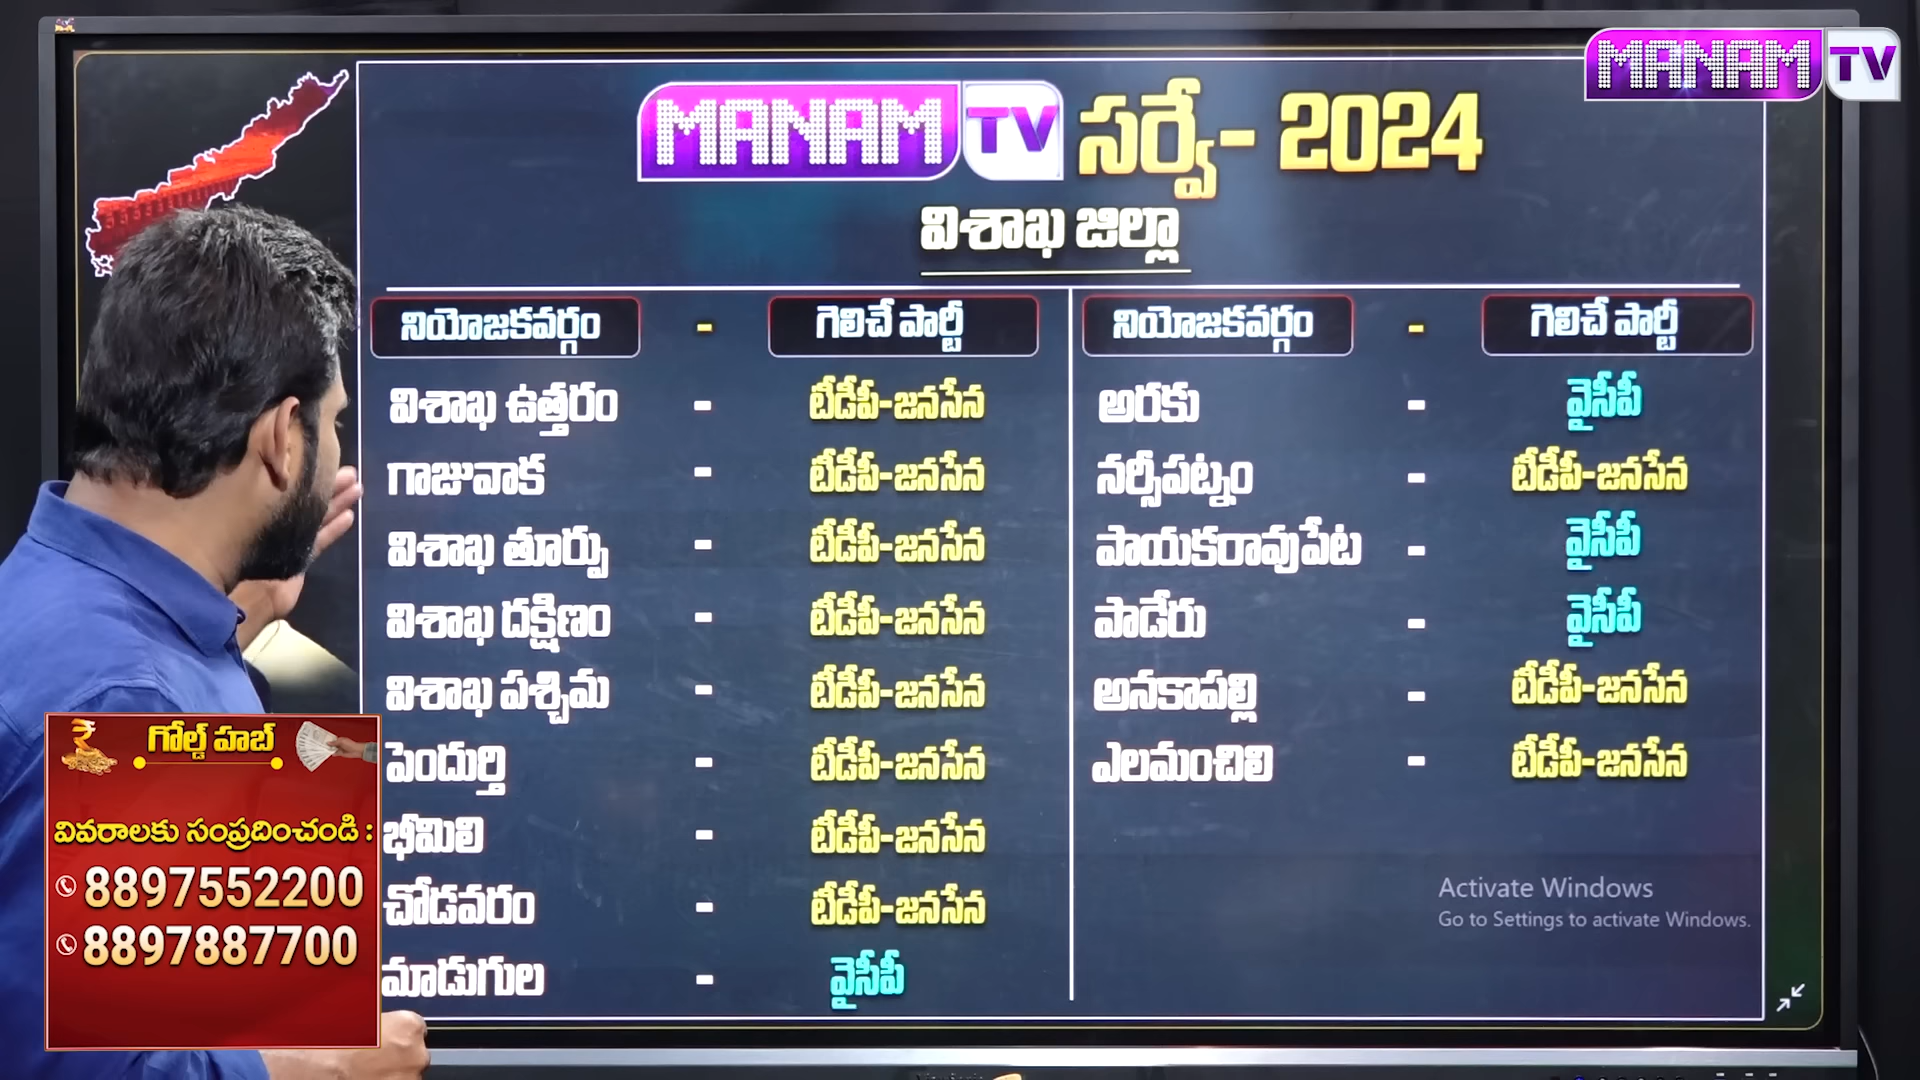 MANAM TV
MANAM TV సర్వే- 2024
విశాఖ జిల్లా
నియోజకవర్గం - గెలిచే పార్టీ
విశాఖ ఉత్తరం - టీడీపీ-జనసేన
గాజువాక - టీడీపీ-జనసేన
విశాఖ తూర్పు - టీడీపీ-జనసేన
విశాఖ దక్షిణం - టీడీపీ-జనసేన
విశాఖ పశ్చిమ - టీడీపీ-జనసేన
పెందుర్తి - టీడీపీ-జనసేన
భీమిలి - టీడీపీ-జనసేన
చోడవరం - టీడీపీ-జనసేన
మాడుగుల - వైసీపీ
నియోజకవర్గం - గెలిచే పార్టీ
అరకు - వైసీపీ
నర్సీపట్నం - టీడీపీ-జనసేన
పాయకరావుపేట - వైసీపీ
పాడేరు - వైసీపీ
అనకాపల్లి - టీడీపీ-జనసేన
ఎలమంచిలి - టీడీపీ-జనసేన
Activate Windows
Go to Settings to activate Windows.
గోల్డ్ హబ్
వివరాలకు సంప్రదించండి :
8897552200
8897887700